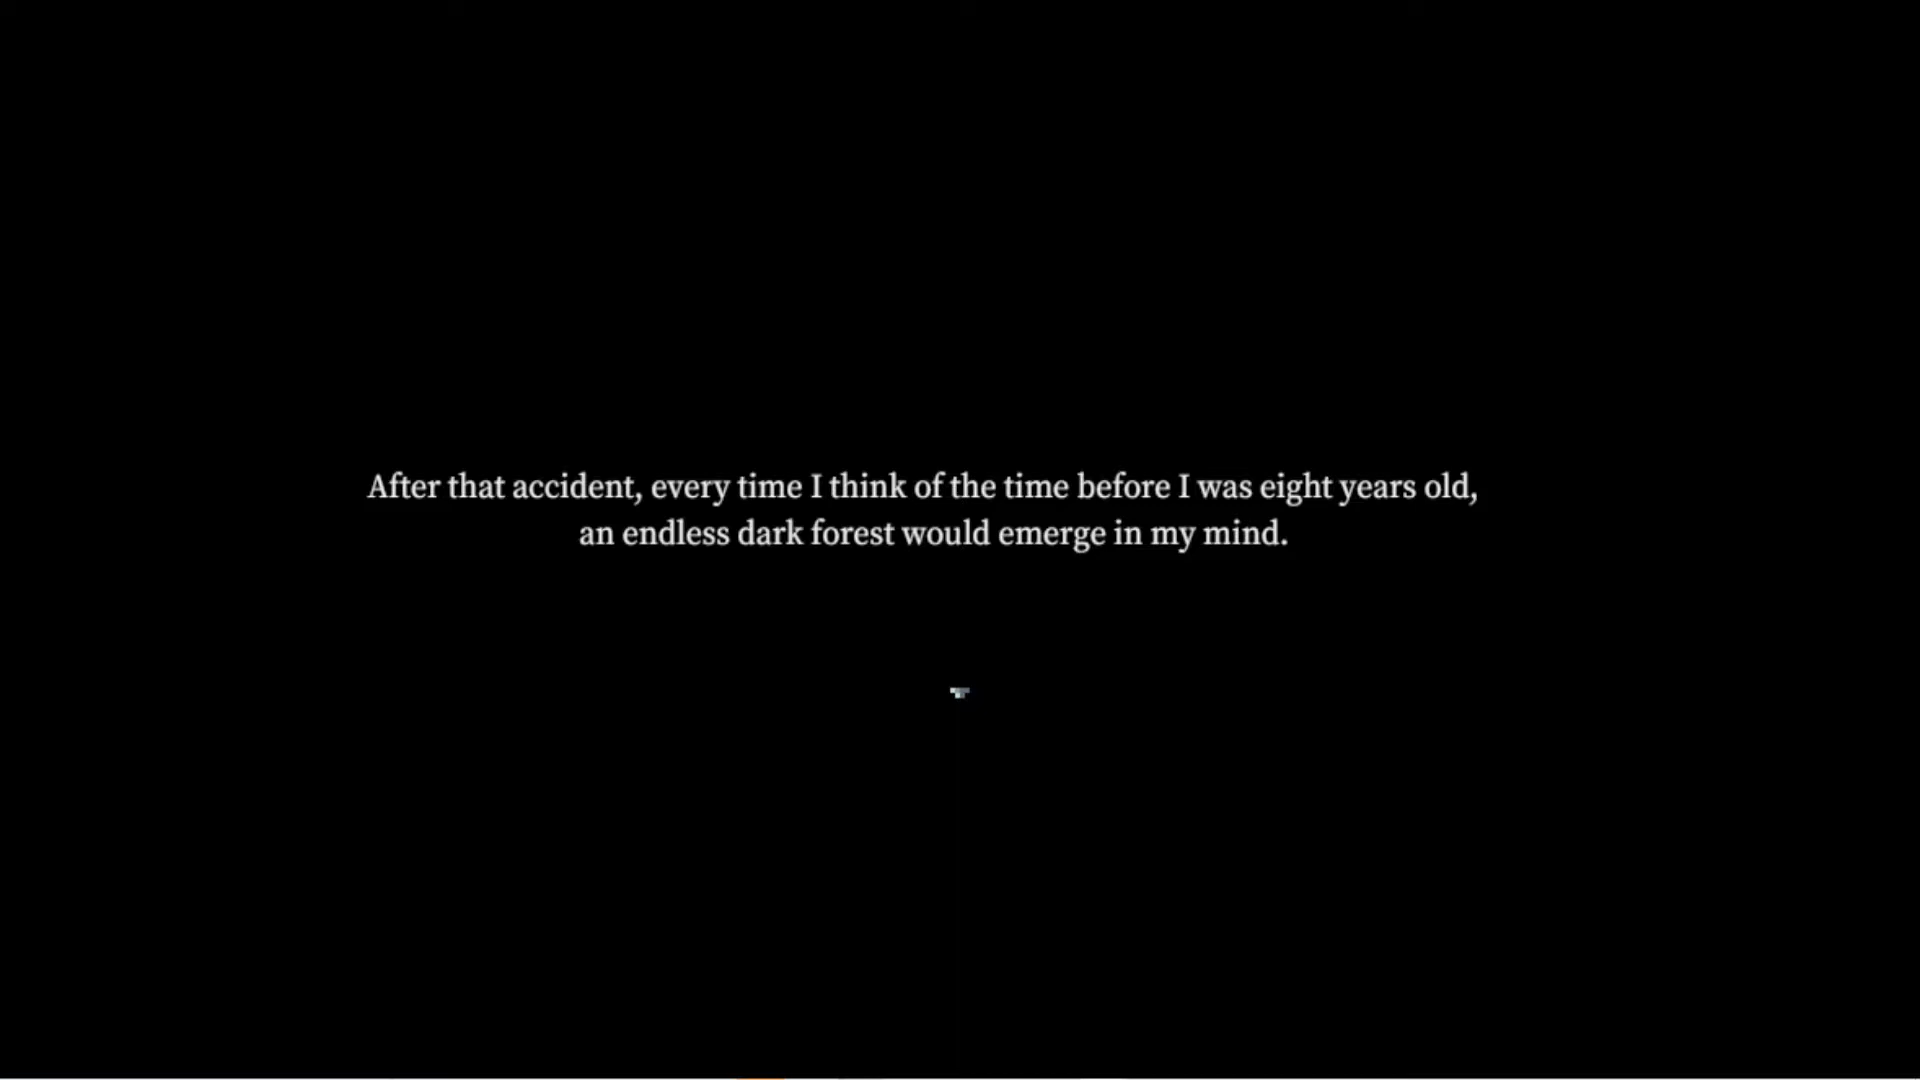 After that accident, every time I think of the time before I was eight years old,
an endless dark forest would emerge in my mind.